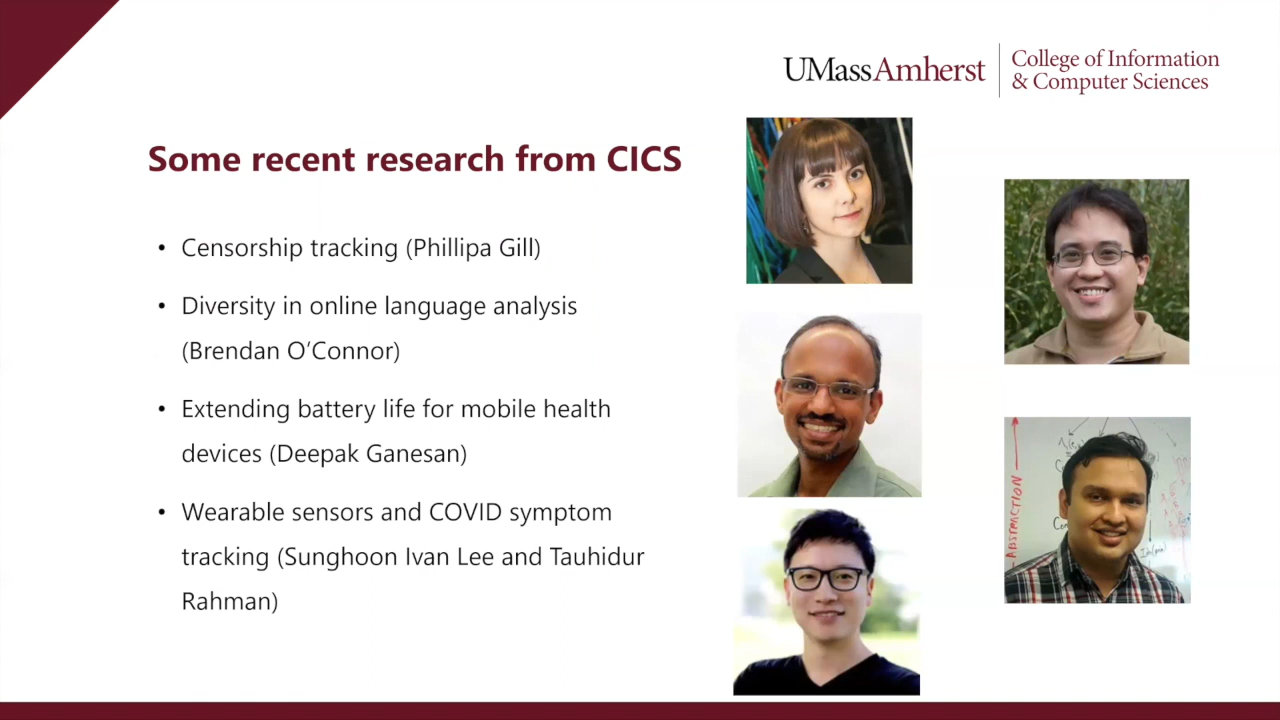 UMassAmherst
College of Information
& Computer Sciences
Some recent research from CICS
• Censorship tracking (Phillipa Gill)
• Diversity in online language analysis
(Brendan O’Connor)
• Extending battery life for mobile health
devices (Deepak Ganesan)
• Wearable sensors and COVID symptom
tracking (Sunghoon Ivan Lee and Tauhidur
Rahman)
ABSTRACTION